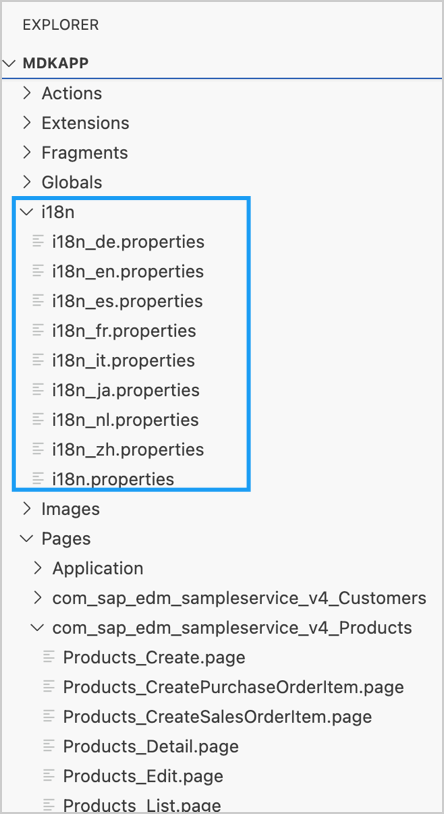 EXPLORER
MDKAPP
Actions
Extensions
Fragments
Globals
i18n
i18n_de.properties
i18n_en.properties
i18n_es.properties
i18n_fr.properties
i18n_it.properties
i18n_ja.properties
i18n_nl.properties
i18n_zh.properties
i18n.properties
Images
Pages
Application
com_sap_edm_sampleservice_v4_Customers
com_sap_edm_sampleservice_v4_Products
Products_Create.page
Products_CreatePurchaseOrderItem.page
Products_CreateSalesOrderItem.page
Products_Detail.page
Products_Edit.page
Products_List.page